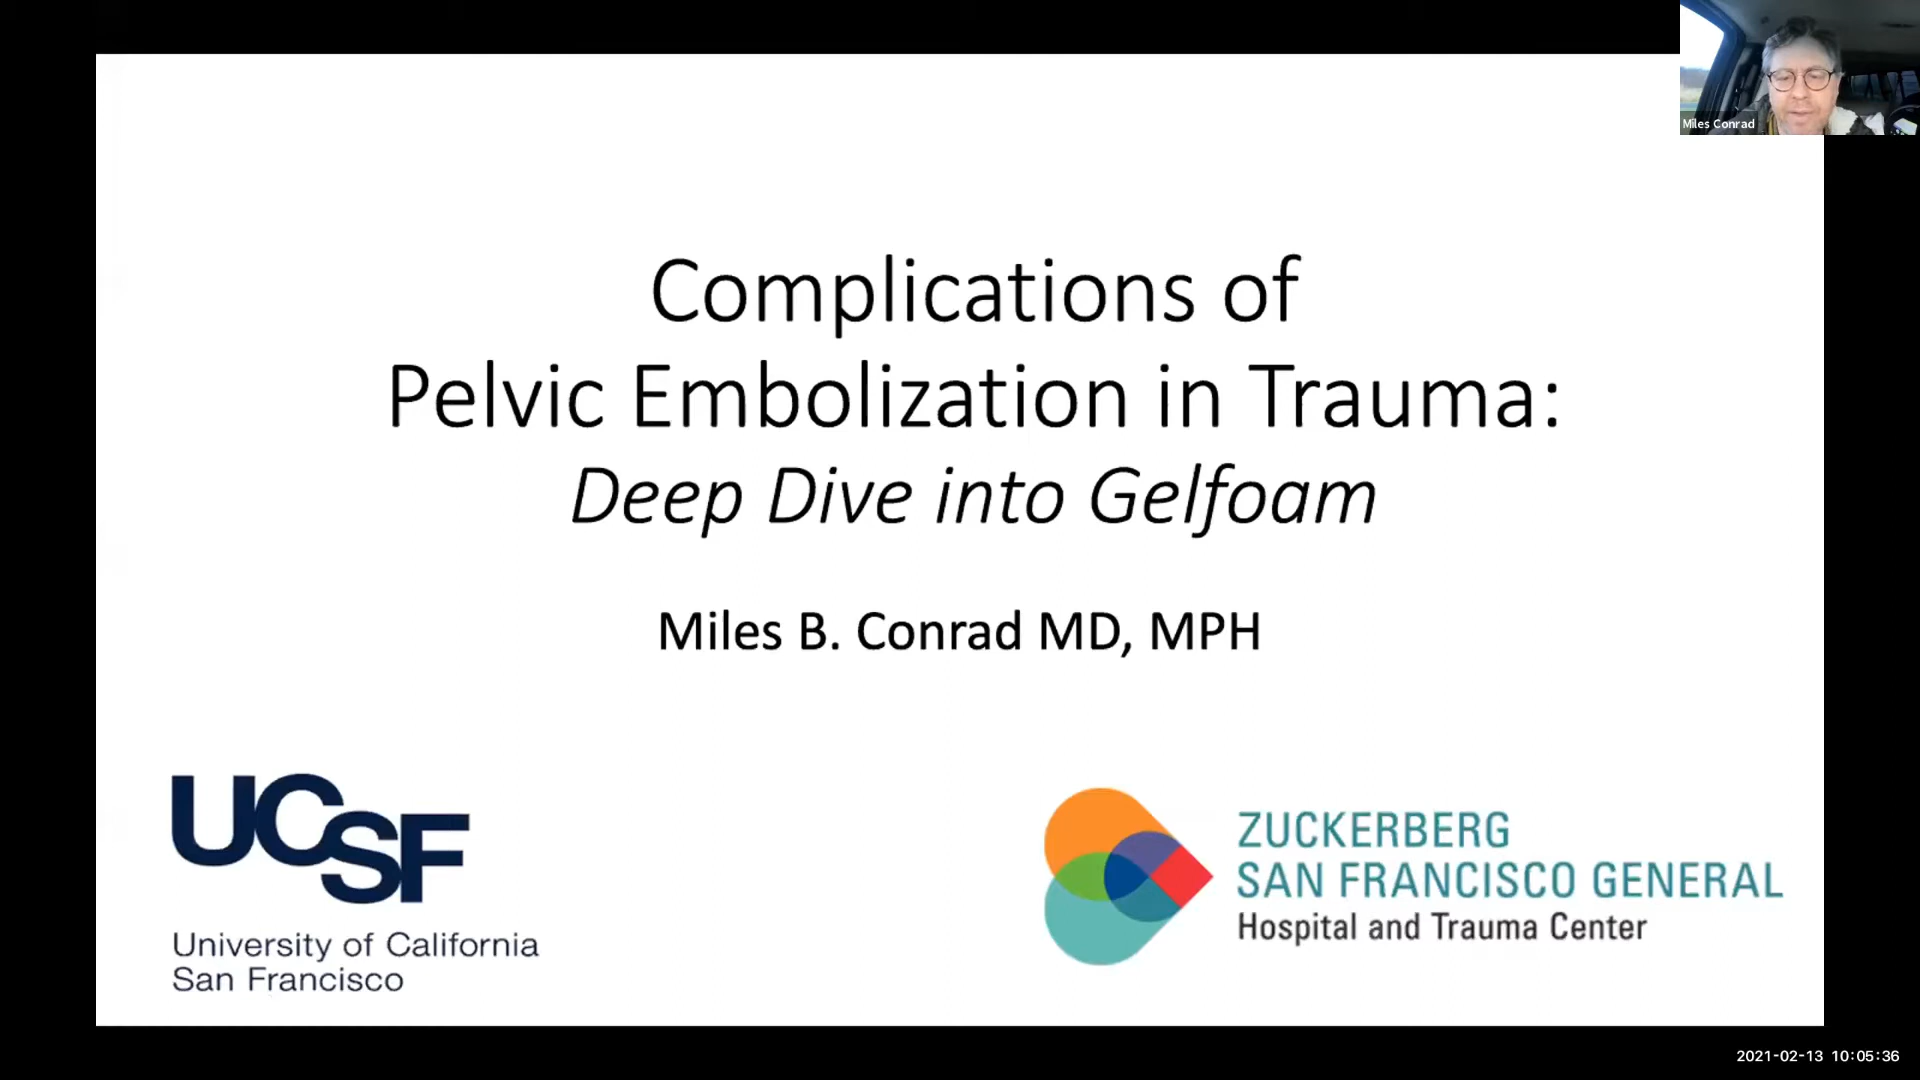 Miles Conrad
Complications of
Pelvic Embolization in Trauma:
Deep Dive into Gelfoam
Miles B. Conrad MD, MPH
UCSF
University of California
San Francisco
ZUCKERBERG
SAN FRANCISCO GENERAL
Hospital and Trauma Center
2021-02-13 10:05:36